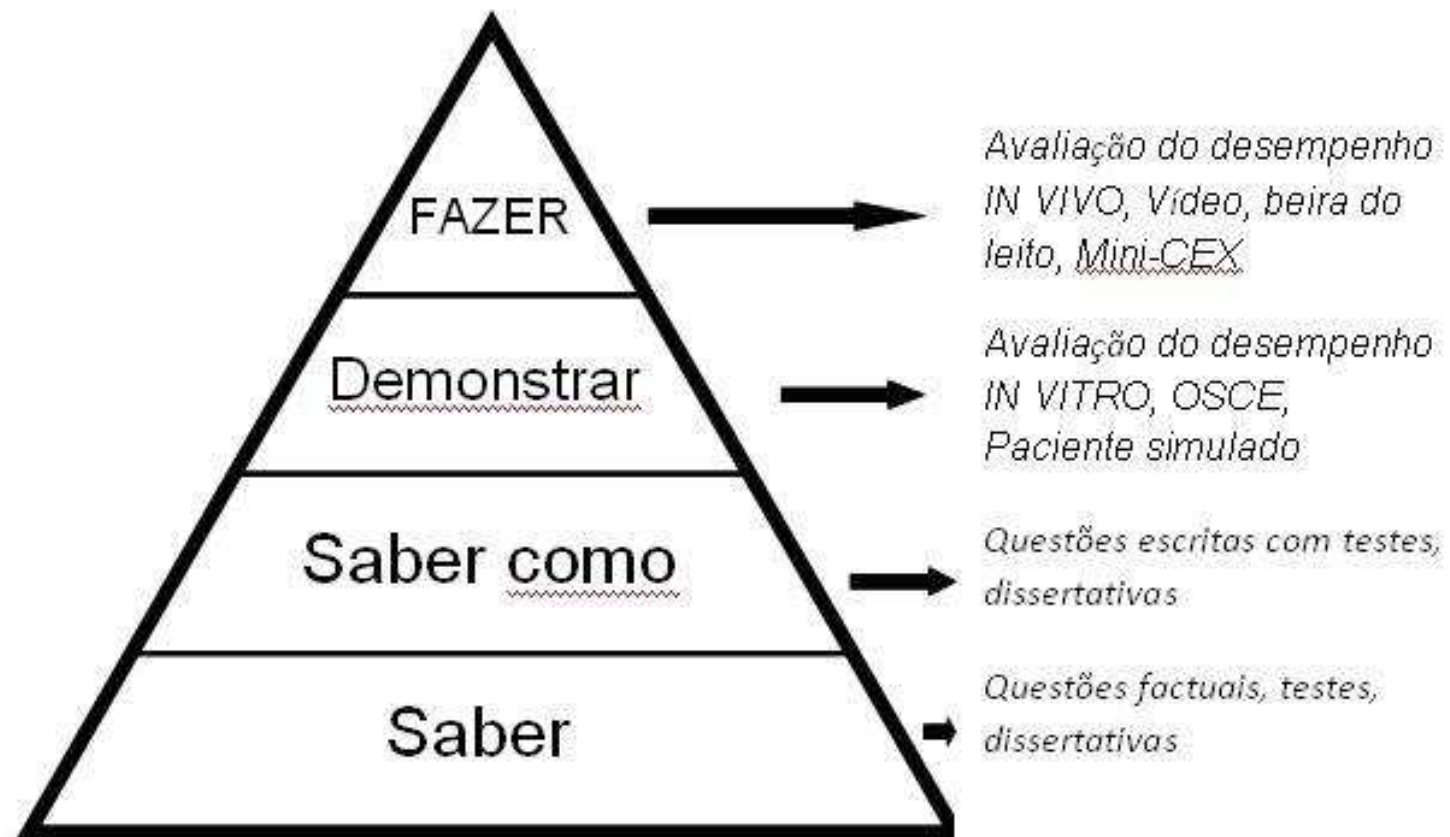 FAZER
Avaliação do desempenho
IN VIVO, Vídeo, beira do
leito, Mini-CEX
Demonstrar
Avaliação do desempenho
IN VITRO, OSCE,
Paciente simulado
Saber como
Questões escritas com testes,
dissertativas
Saber
Questões factuais, testes,
dissertativas